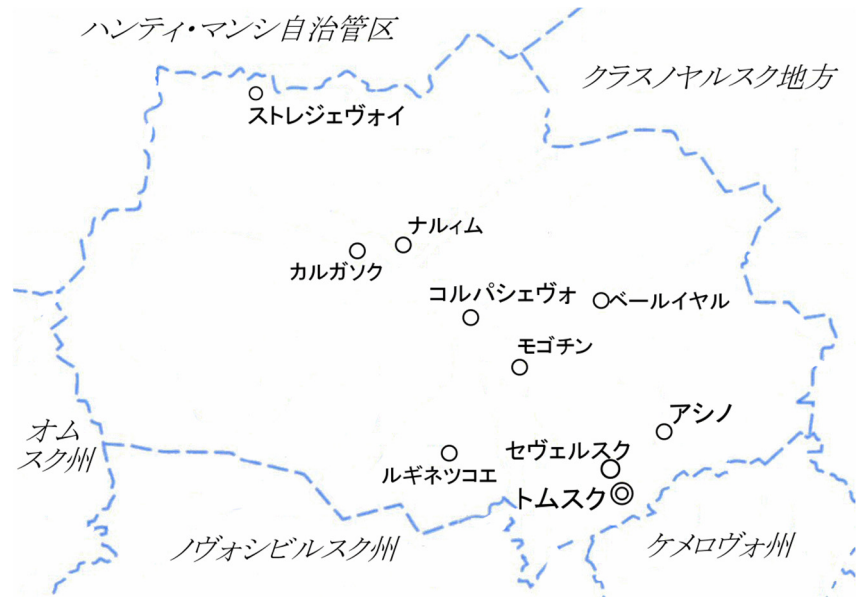 ハンティ・マンシ自治管区
クラスノヤルスク地方
ストレジェヴォイ
ナルィム
カルガソク
コルパシェヴォ
ベールイヤル
モゴチン
アシノ
オム
スク州
セヴェルスク
ルギネツコエ
トムスク
ノヴォシビルスク州
ケメロヴォ州